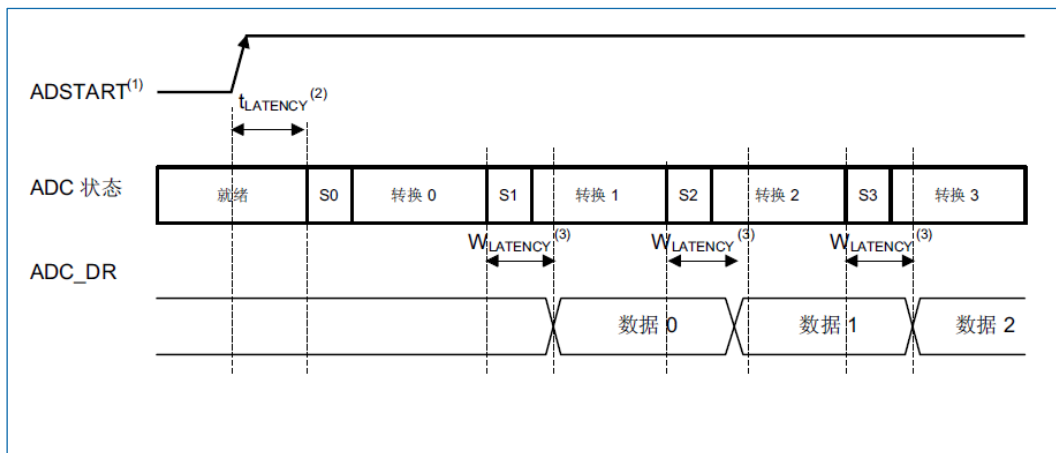 ADSTART(1)
tLATENCY(2)
ADC 状态
就绪 S0 转换 0 S1 转换 1 S2 转换 2 S3 转换 3
WLATENCY(3) WLATENCY(3) WLATENCY(3)
ADC_DR
数据 0 数据 1 数据 2